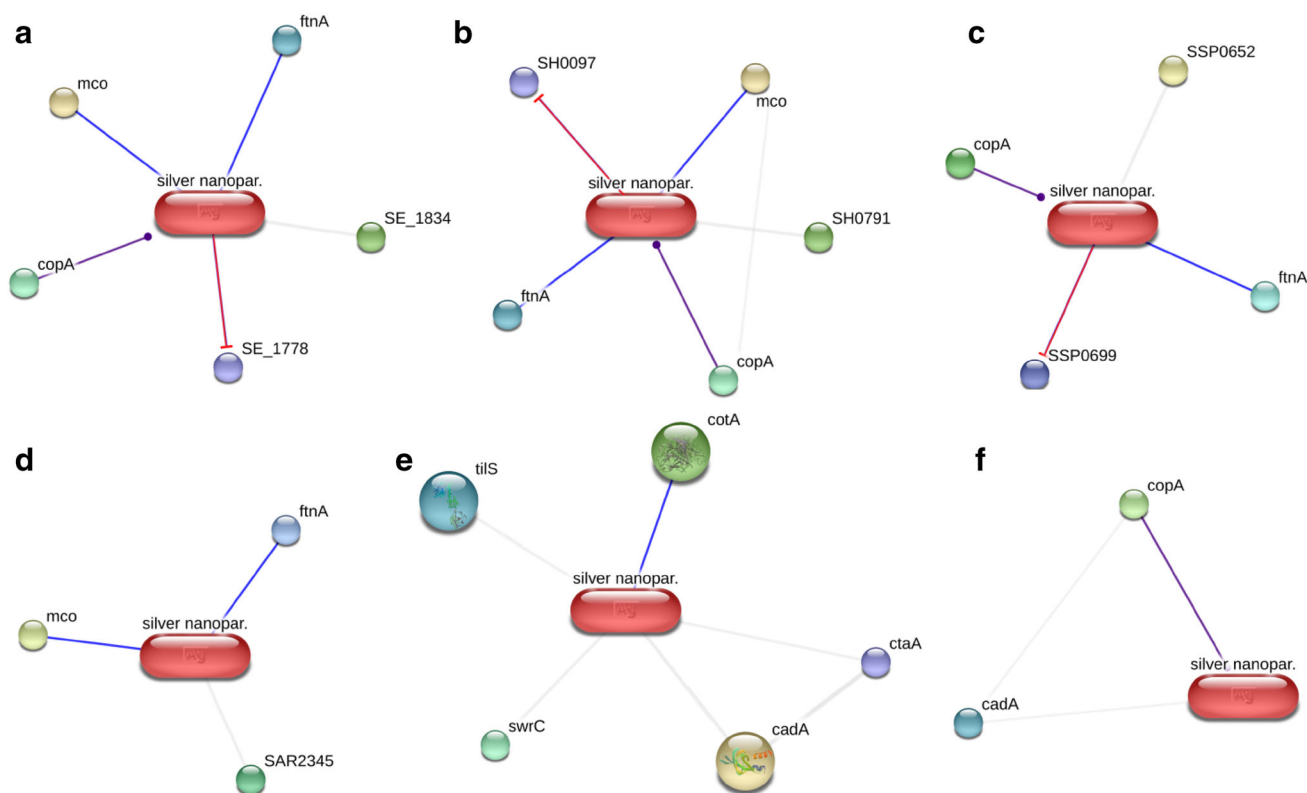 a
ftnA
mco
silver nanopar.
SE_1834
copA
SE_1778
b
SH0097
mco
silver nanopar.
SH0791
ftnA
copA
c
SSP0652
copA
silver nanopar.
ftnA
SSP0699
d
ftnA
mco
silver nanopar.
SAR2345
e
cotA
tilS
silver nanopar.
ctaA
swrC
cadA
f
copA
silver nanopar.
cadA